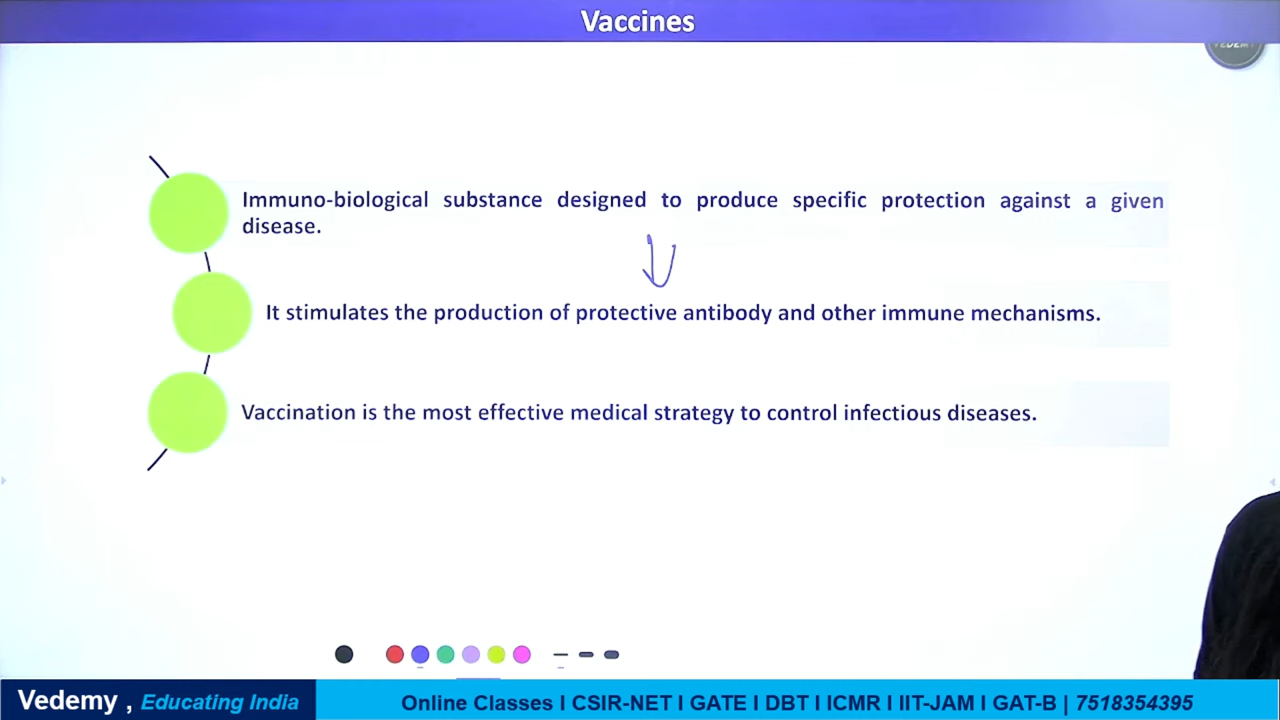 Vaccines
Immuno-biological substance designed to produce specific protection against a given
disease.
It stimulates the production of protective antibody and other immune mechanisms.
Vaccination is the most effective medical strategy to control infectious diseases.
Vedemy , Educating India
Online Classes I CSIR-NET I GATE I DBT I ICMR I IIT-JAM I GAT-B | 7518354395